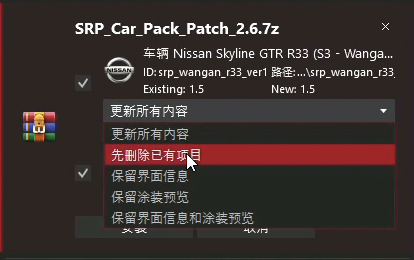 SRP_Car_Pack_Patch_2.6.7z
车辆 Nissan Skyline GTR R33 (S3 - Wanga...
ID: srp_wangan_r33_ver1 路径:...\srp_wangan_r33_
Existing: 1.5 New: 1.5
更新所有内容
更新所有内容
先删除已有项目
保留界面信息
保留涂装预览
保留界面信息和涂装预览
安装 取消